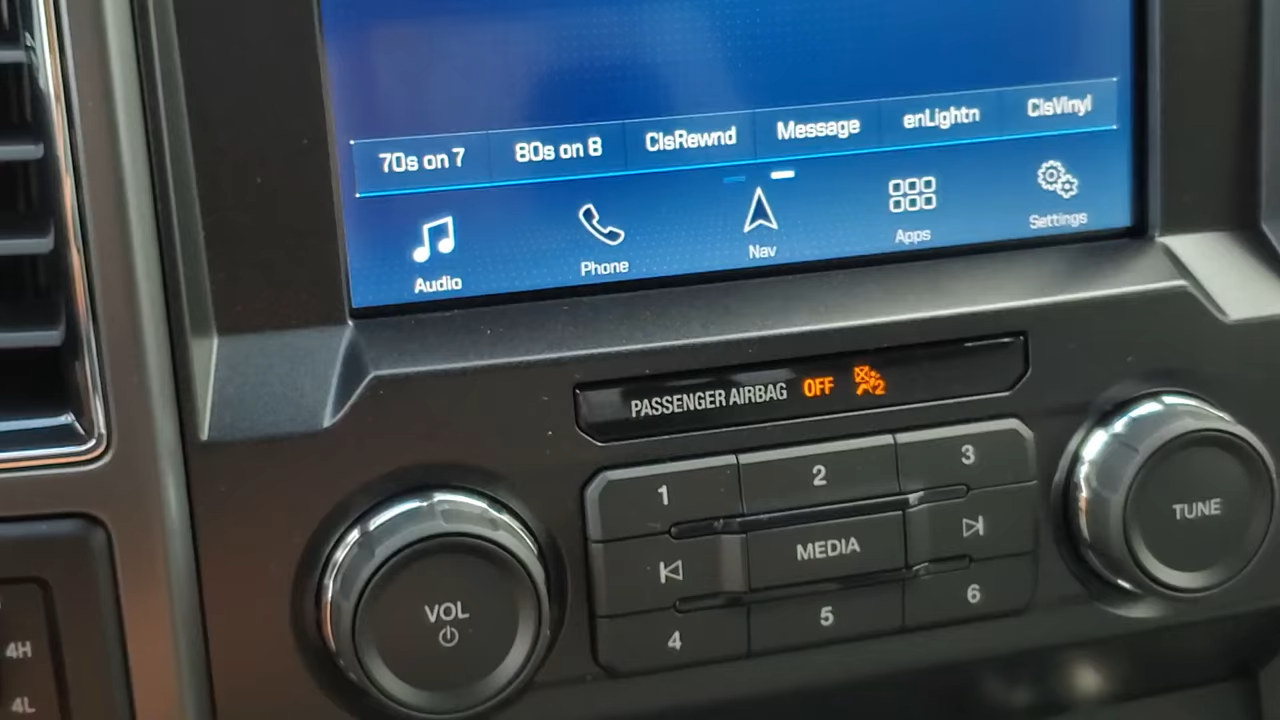 70s on 7 80s on 8 ClsRewnd Message enLightn ClsVinyl
Audio Phone Nav Apps Settings
PASSENGER AIRBAG OFF 2
1 2 3
MEDIA
4 5 6
VOL
TUNE
4H
4L